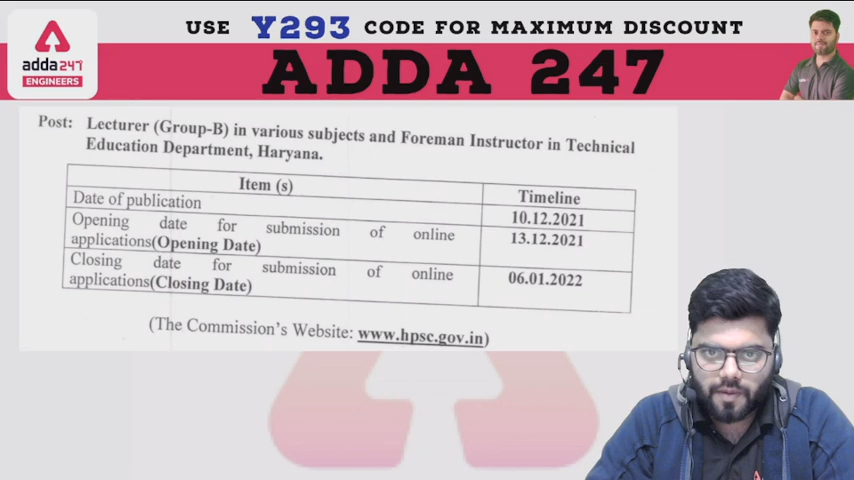 USE Y293 CODE FOR MAXIMUM DISCOUNT
adda247
ENGINEERS
ADDA 247
Post: Lecturer (Group-B) in various subjects and Foreman Instructor in Technical
Education Department, Haryana.
Item (s) Timeline
Date of publication 10.12.2021
Opening date for submission of online
applications(Opening Date) 13.12.2021
Closing date for submission of online
applications(Closing Date) 06.01.2022
(The Commission's Website: www.hpsc.gov.in)